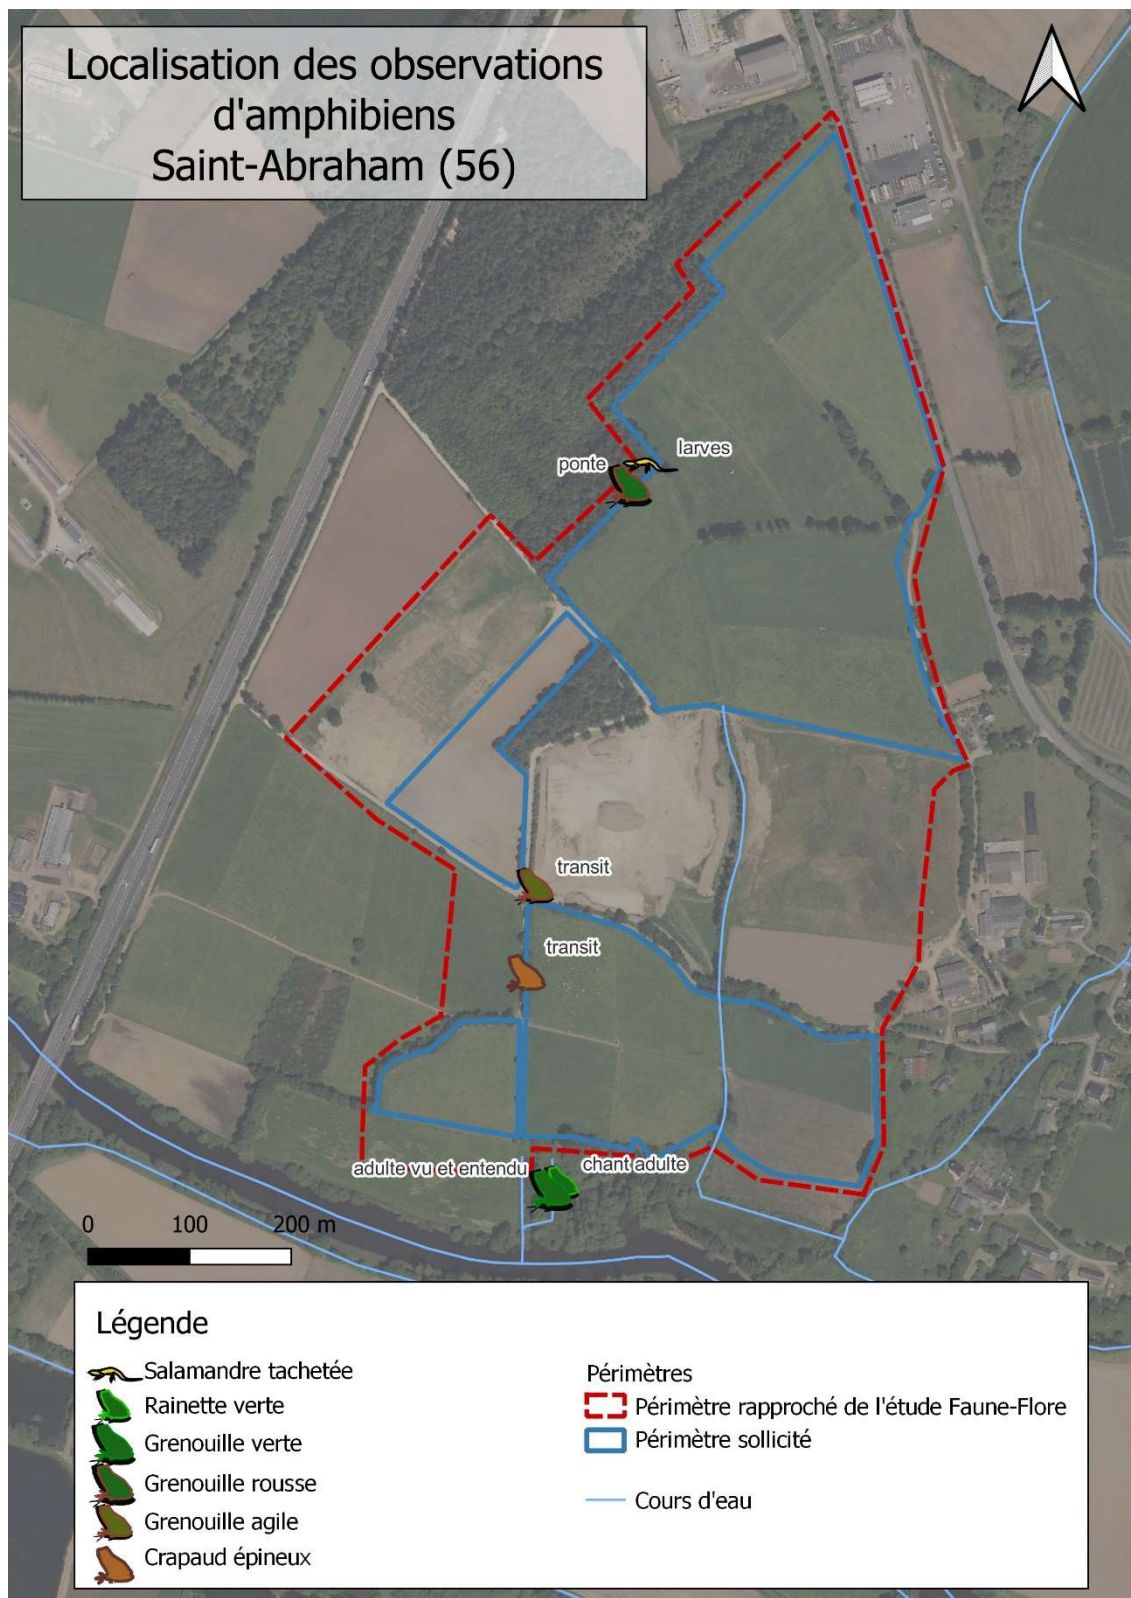 Localisation des observations
d'amphibiens
Saint-Abraham (56)
larves
ponte
transit
transit
adulte vu et entendu
chant adulte
0 100 200 m
Légende
Salamandre tachetée
Rainette verte
Grenouille verte
Grenouille rousse
Grenouille agile
Crapaud épineux
Périmètres
Périmètre rapproché de l'étude Faune-Flore
Périmètre sollicité
Cours d'eau